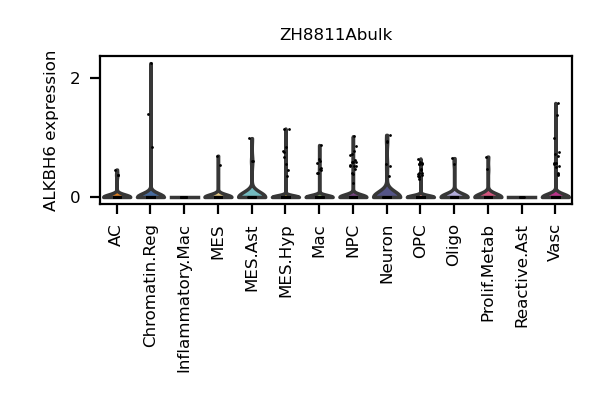 ZH8811Abulk
ALKBH6 expression
2
0
AC
Chromatin.Reg
Inflammatory.Mac
MES
MES.Ast
MES.Hyp
Mac
NPC
Neuron
OPC
Oligo
Prolif.Metab
Reactive.Ast
Vasc